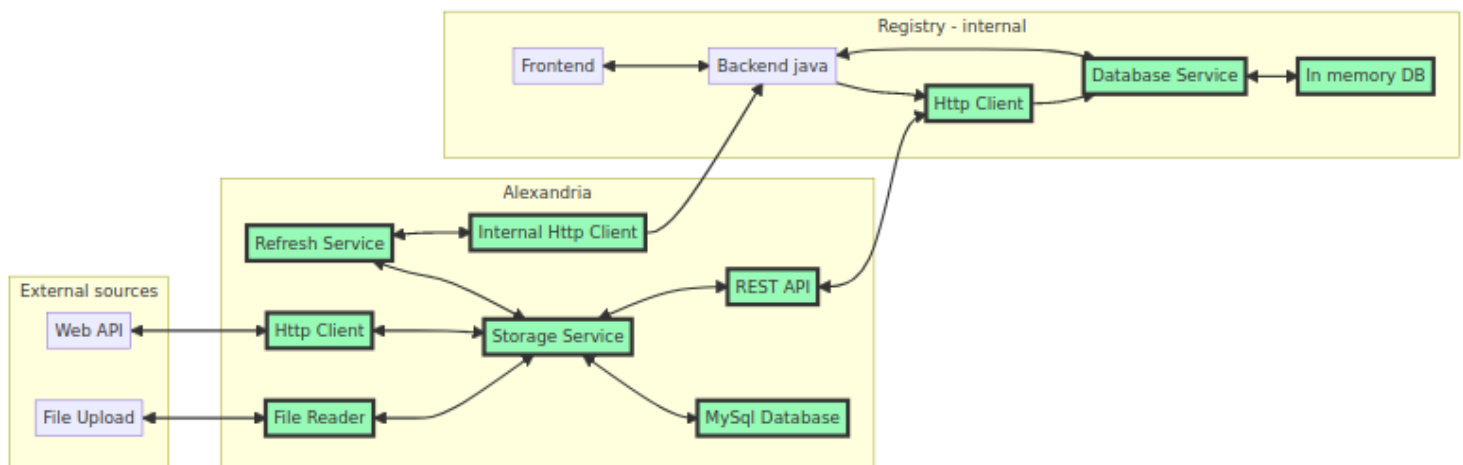 Registry - internal
Frontend
Backend java
Database Service
In memory DB
Http Client
Alexandria
Refresh Service
Internal Http Client
REST API
External sources
Web API
Http Client
Storage Service
File Upload
File Reader
MySql Database